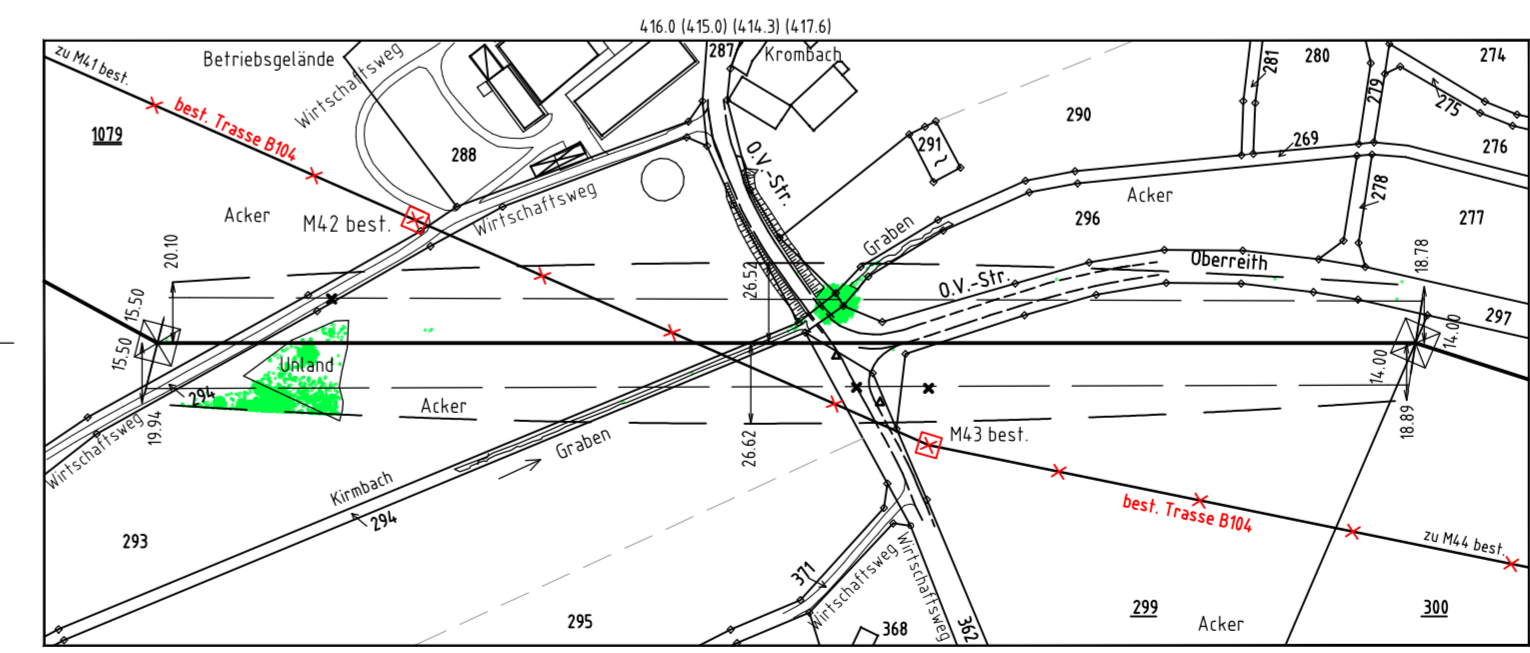 416.0 (415.0) (414.3) (417.6)
zu M41 best.
Betriebsgelände
Wirtschaftsweg
287
Krombach
281
280
274
279
275
best. Trasse B104
1079
288
O.V.-Str.
291
~
290
269
276
Acker
M42 best.
Wirtschaftsweg
Graben
Acker
296
278
277
20.10
26.52
O.V.-Str.
Oberreith
18.78
15.50
15.50
297
14.00
14.00
Unland
294
Acker
19.94
Wirtschaftsweg
26.62
18.89
M43 best.
Graben
Kirmbach
294
best. Trasse B104
zu M44 best.
293
371
Wirtschaftsweg
Wirtschaftsweg
295
368
362
299
Acker
300